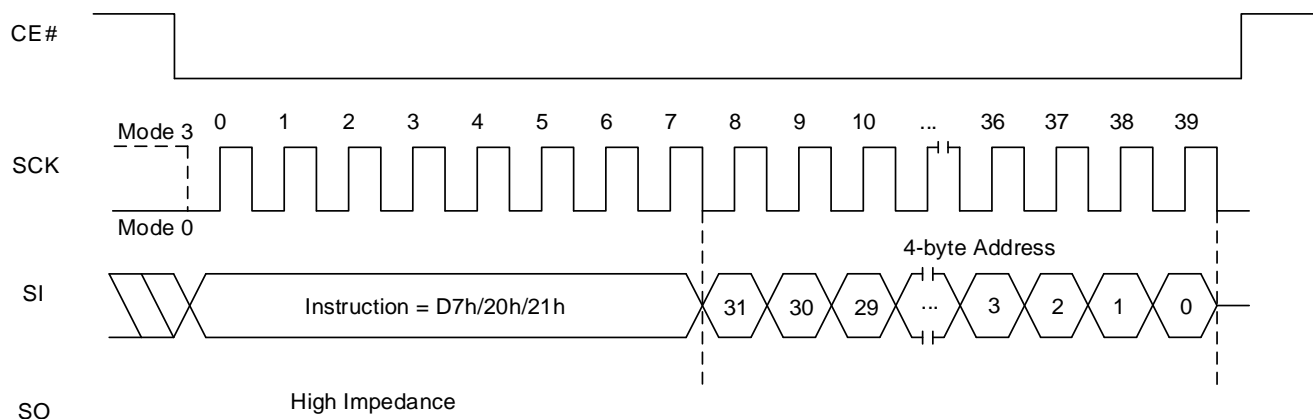 CE#
0 1 2 3 4 5 6 7 8 9 10 ... 36 37 38 39
Mode 3
SCK
Mode 0
4-byte Address
SI
Instruction = D7h/20h/21h 31 30 29 ... 3 2 1 0
High Impedance
SO